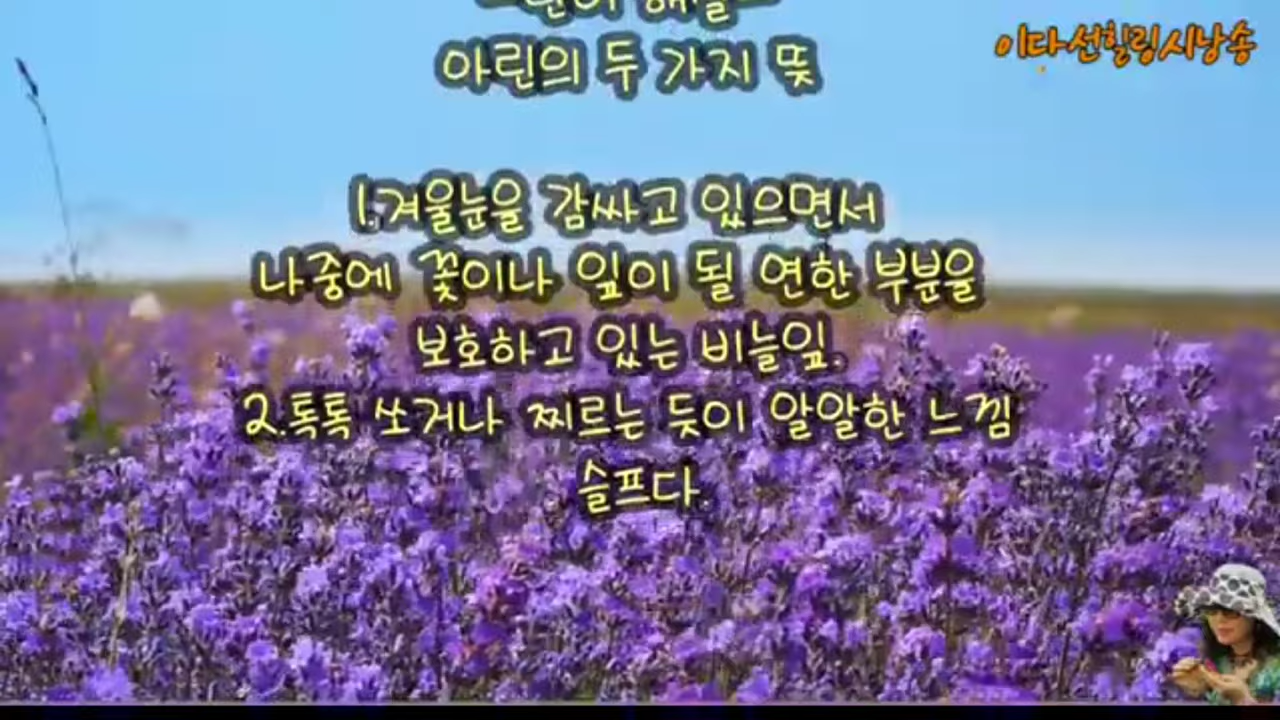 아린의 두 가지 뜻
이다선힐링시낭송
1.겨울눈을 감싸고 있으면서
나중에 꽃이나 잎이 될 연한 부분을
보호하고 있는 비늘잎.
2.톡톡 쏘거나 찌르는 듯이 알알한 느낌
슬프다.